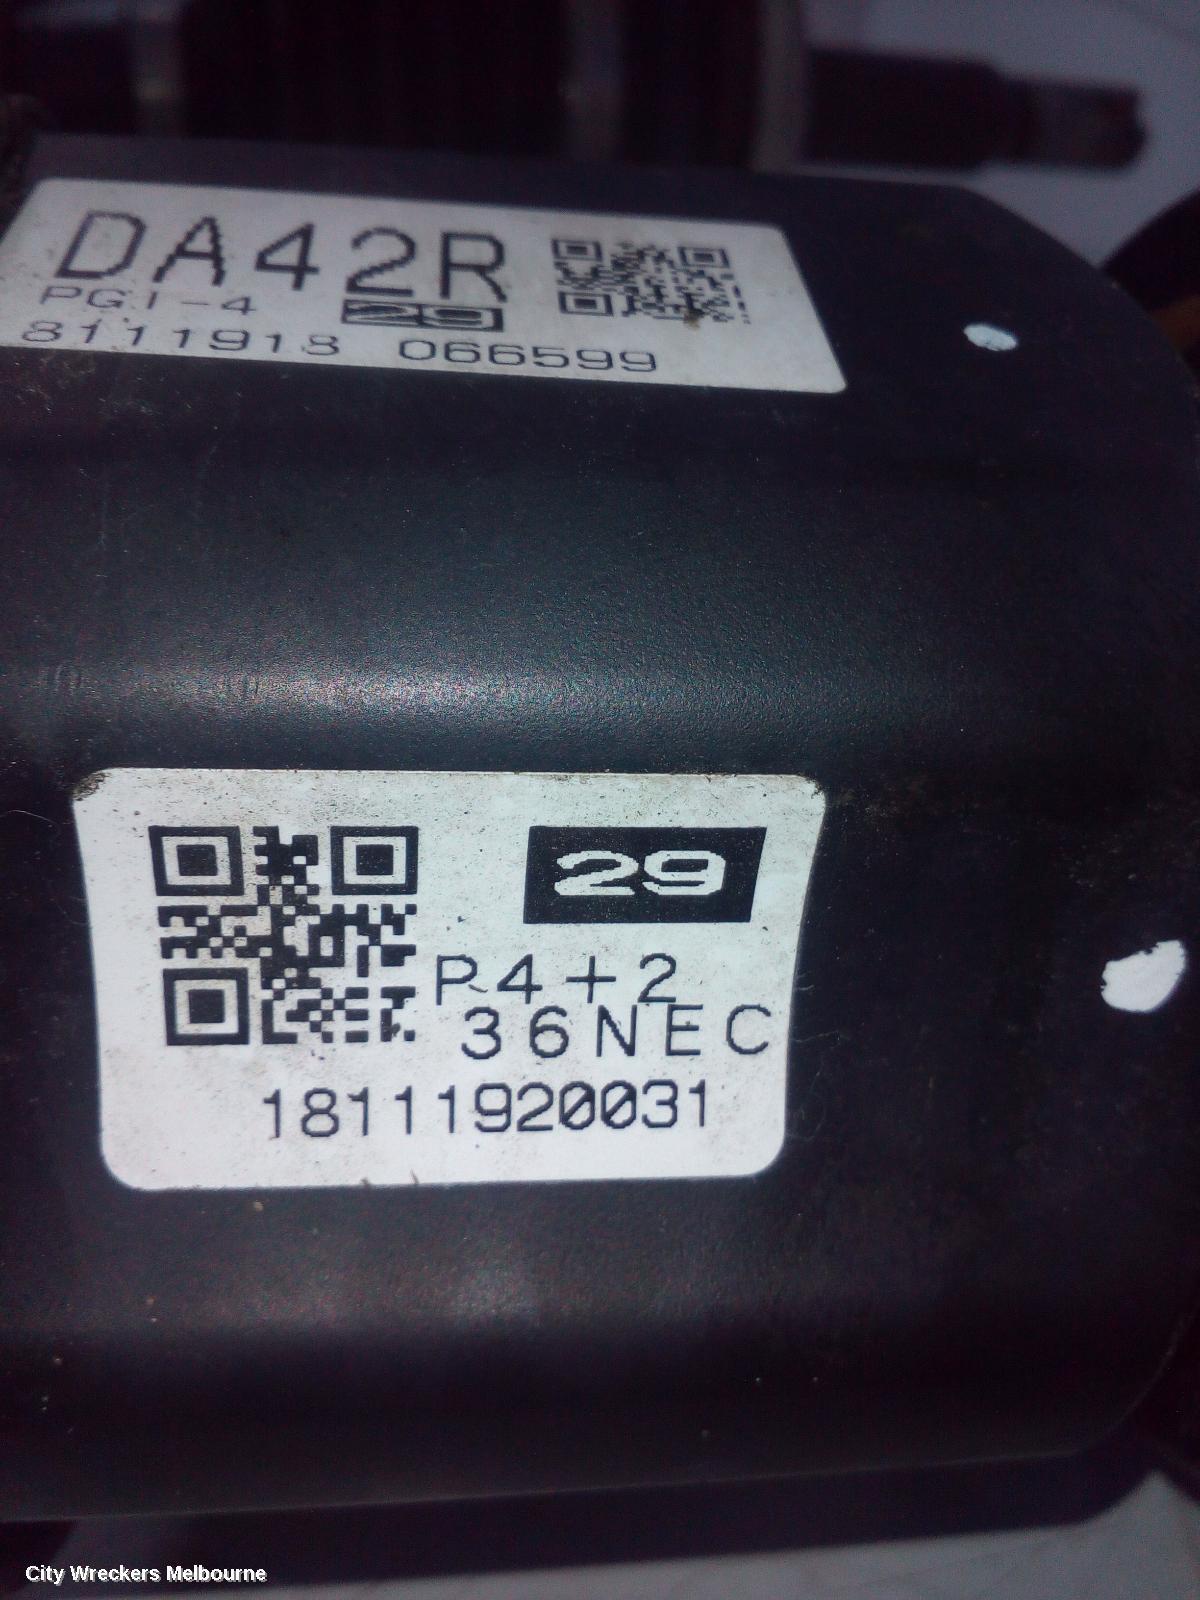 DA42R
PG1-4 29
8111918 066599
29
P4+2
36NEC
18111920031
City Wreckers Melbourne